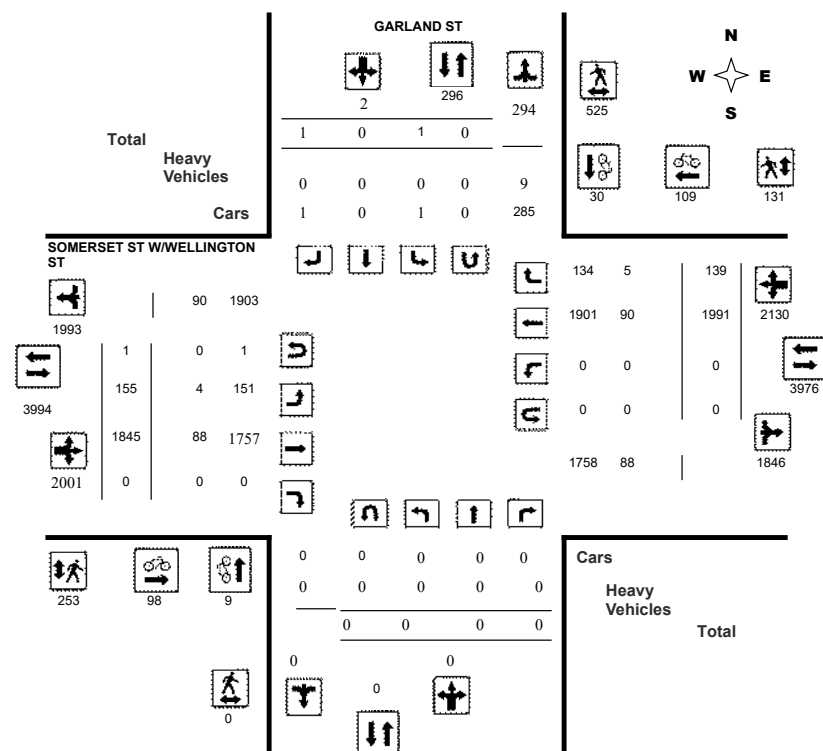 GARLAND ST
N
W E
S
2
296
294
525
Total
1 0 1 0
Heavy
Vehicles
0 0 0 0 9
30 109 131
Cars
1 0 1 0 285
SOMERSET ST W/WELLINGTON
ST
134 5 139
90 1903
1993
1901 90 1991 2130
1 0 1
0 0 0
3976
155 4 151
3994
0 0 0
1845 88 1757
1758 88 1846
2001 0 0 0
0 0 0 0 0
Cars
0 0 0 0 0
Heavy
Vehicles
253 98 9
0 0 0 0
Total
0 0
0
0